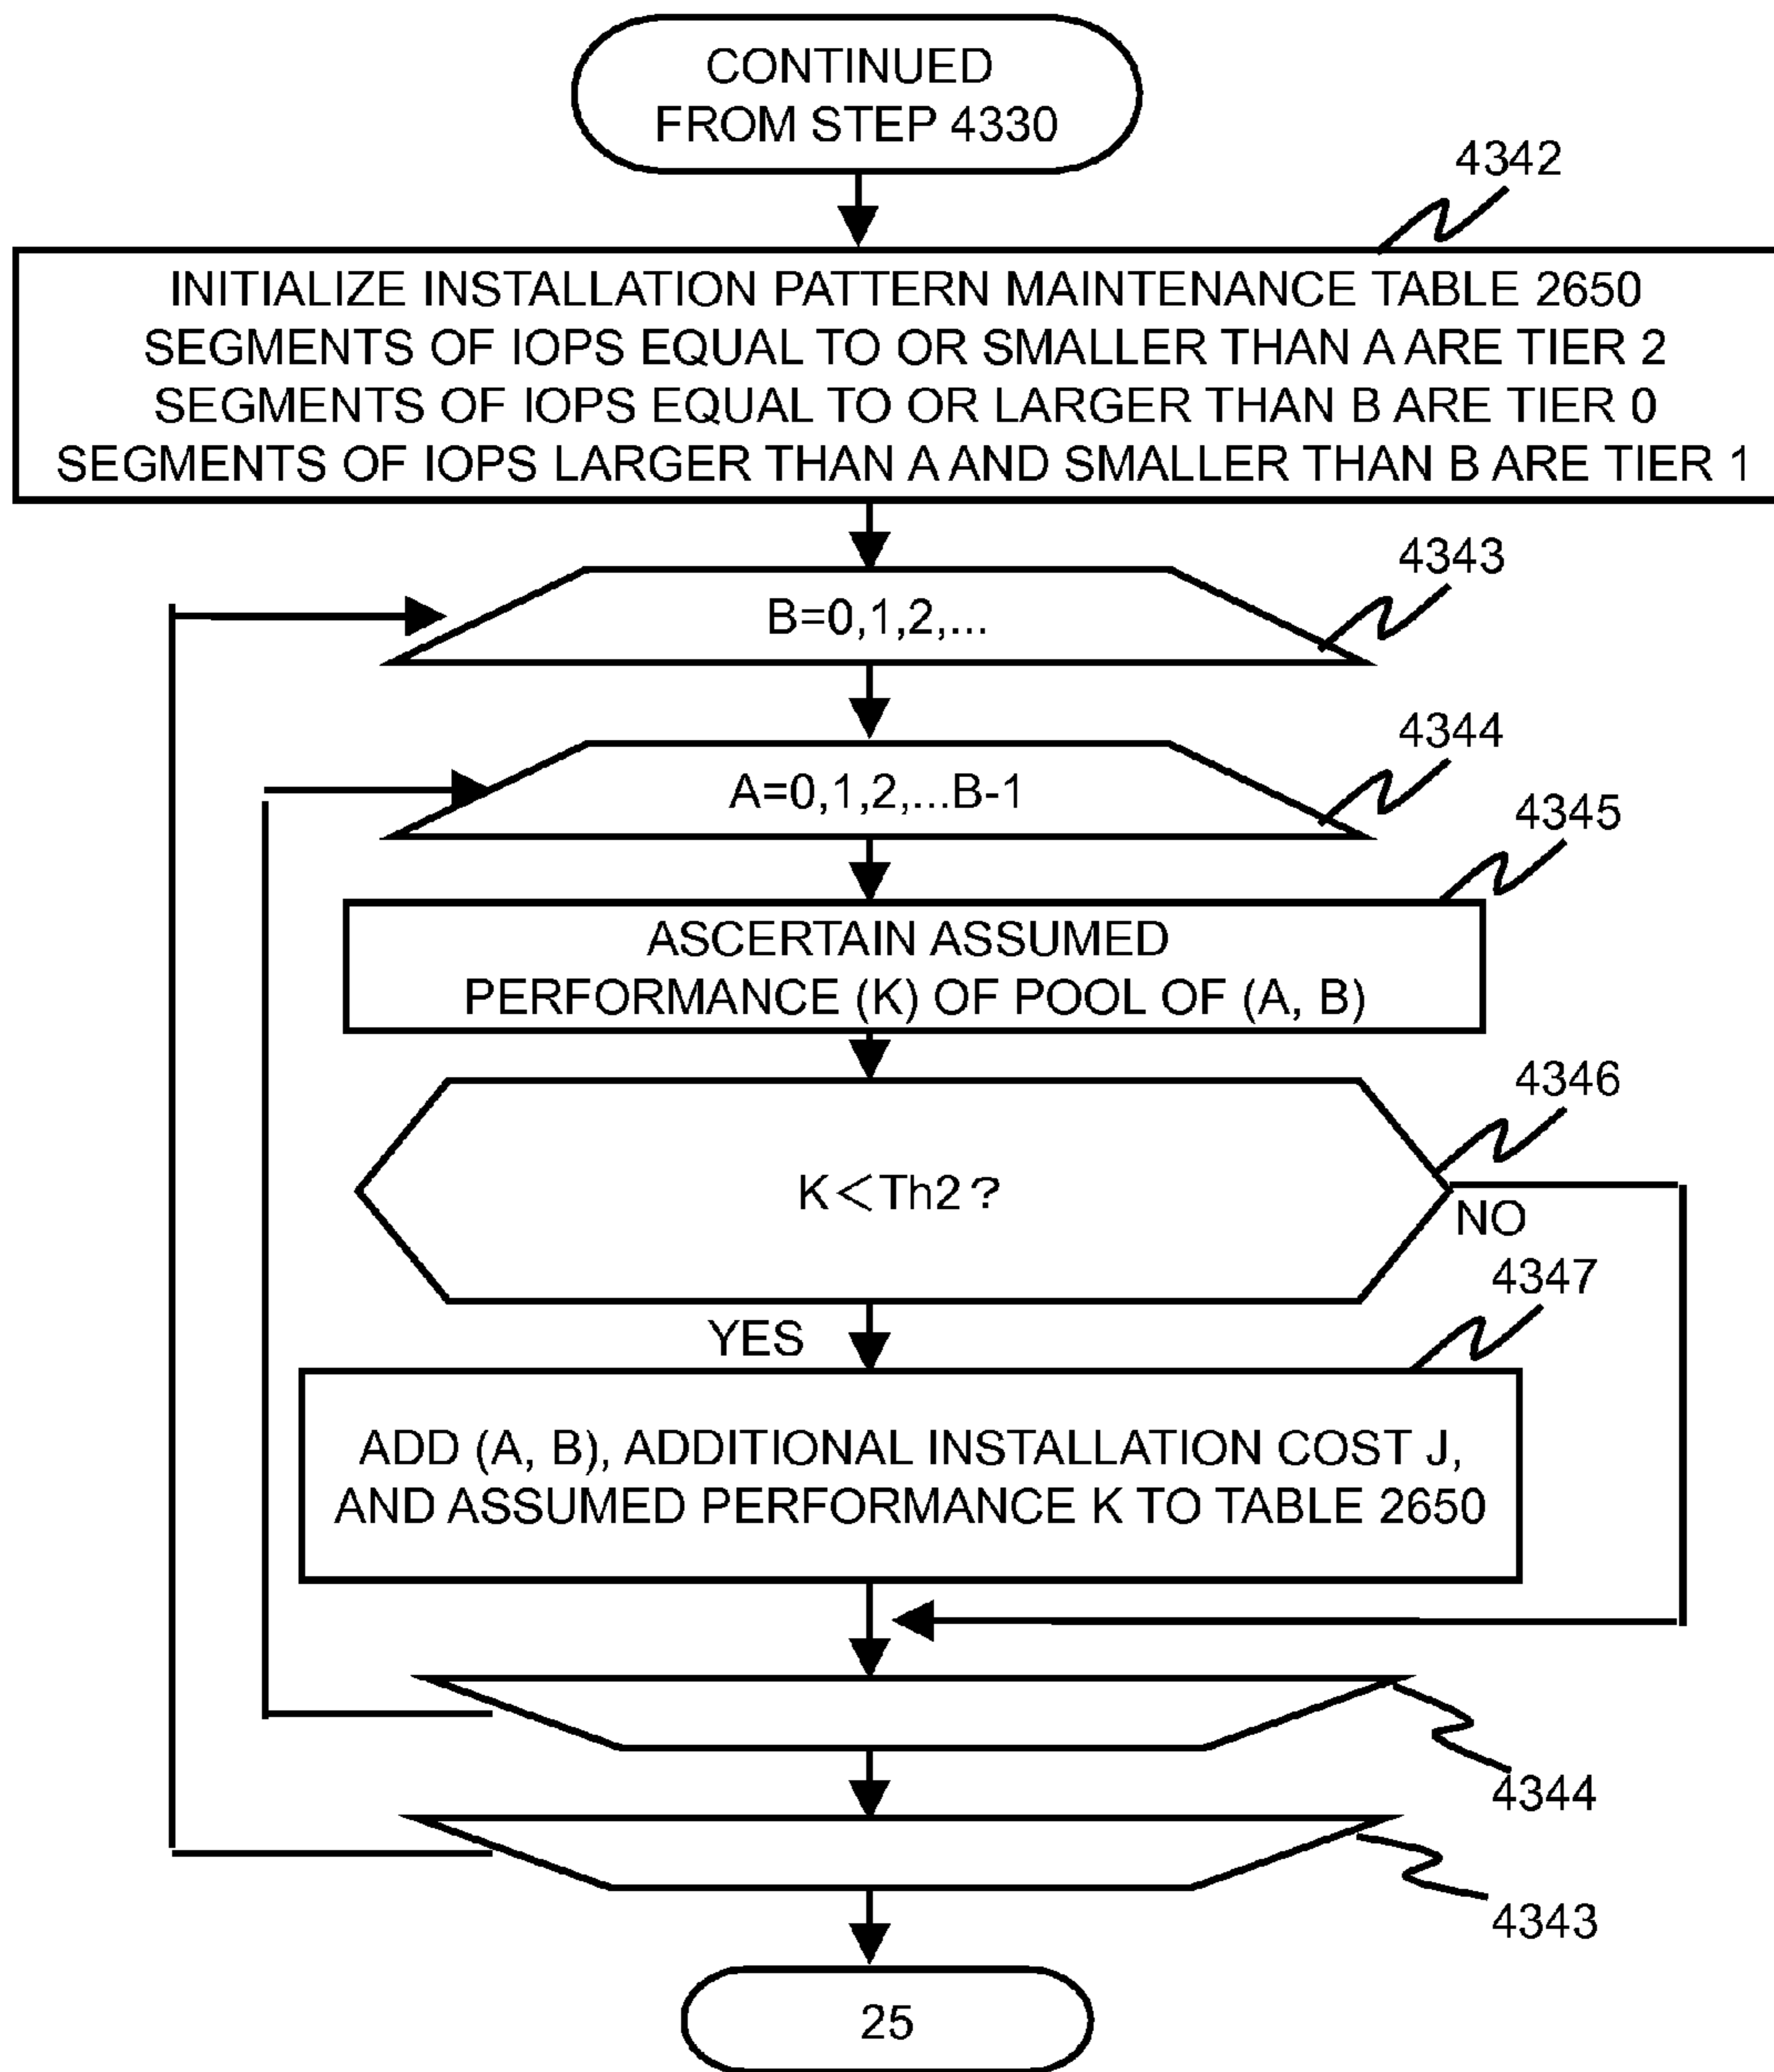 CONTINUED
FROM STEP 4330
4342
INITIALIZE INSTALLATION PATTERN MAINTENANCE TABLE 2650
SEGMENTS OF IOPS EQUAL TO OR SMALLER THAN A ARE TIER 2
SEGMENTS OF IOPS EQUAL TO OR LARGER THAN B ARE TIER 0
SEGMENTS OF IOPS LARGER THAN A AND SMALLER THAN B ARE TIER 1
4343
B=0,1,2,...
4344
A=0,1,2,...B-1
4345
ASCERTAIN ASSUMED
PERFORMANCE (K) OF POOL OF (A, B)
4346
K<Th2?
NO
4347
YES
ADD (A, B), ADDITIONAL INSTALLATION COST J,
AND ASSUMED PERFORMANCE K TO TABLE 2650
4344
4343
25